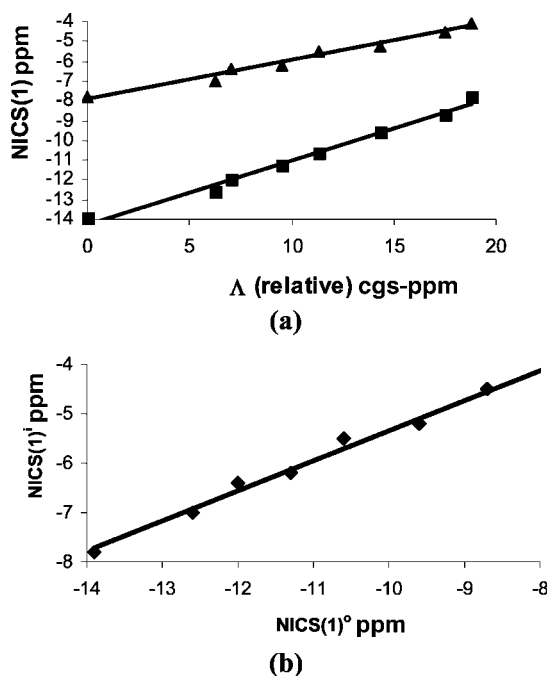 -4
-5
-6
-7
-8
-9
-10
-11
-12
-13
-14
NICS(1) ppm
0 5 10 15 20
Λ (relative) cgs-ppm
(a)
-4
-5
-6
-7
-8
NICS(1)ⁱ ppm
-14 -13 -12 -11 -10 -9 -8
NICS(1)ᵒ ppm
(b)